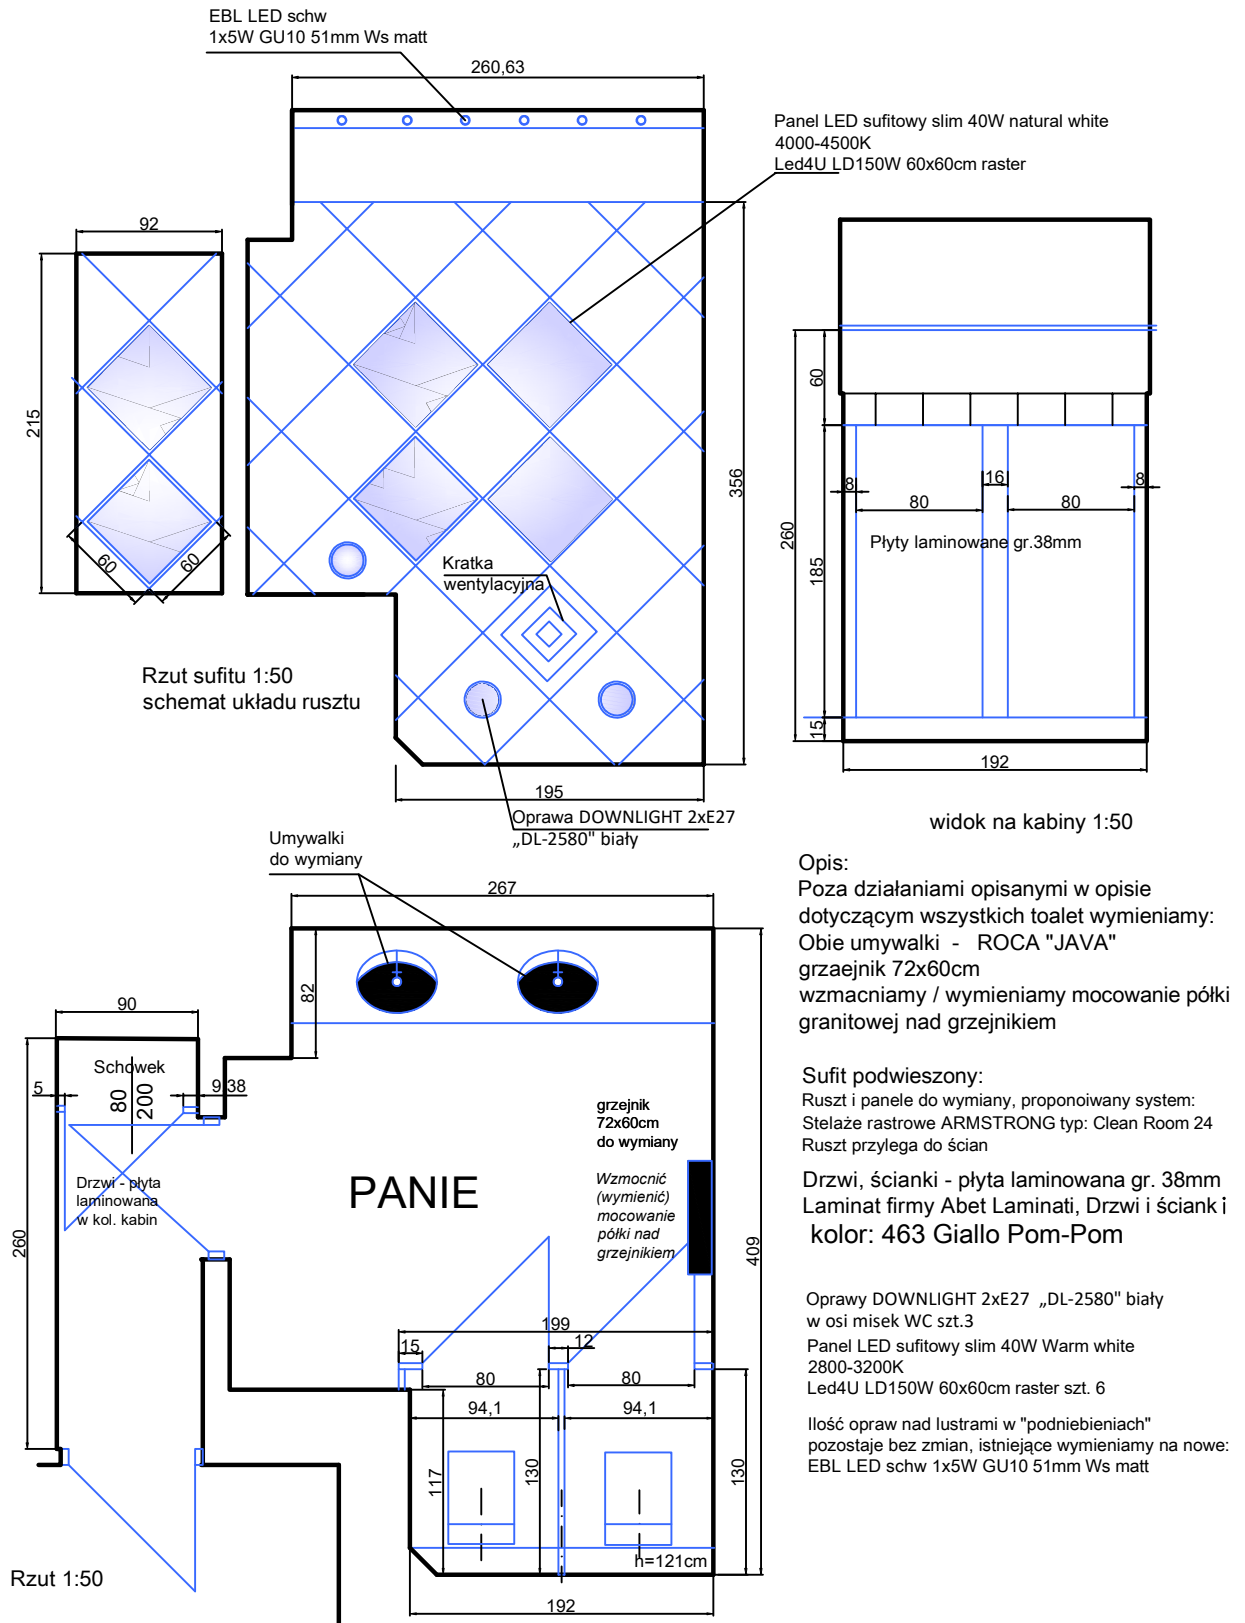 EBL LED schw
1x5W GU10 51mm Ws matt
260,63
Panel LED sufitowy slim 40W natural white
4000-4500K
Led4U LD150W 60x60cm raster
92
215
60
60
356
Kratka
wentylacyjna
195
Rzut sufitu 1:50
schemat układu rusztu
Oprawa DOWNLIGHT 2xE27
„DL-2580" biały
60
260
185
15
8
80
16
80
8
Płyty laminowane gr.38mm
192
widok na kabiny 1:50
Umywalki
do wymiany
267
82
90
Schowek
5
80
200
9,38
Drzwi - płyta
laminowana
w kol. kabin
260
PANIE
grzejnik
72x60cm
do wymiany
Wzmocnić
(wymienić)
mocowanie
półki nad
grzejnikiem
409
199
15
12
80
80
94,1
94,1
117
130
130
h=121cm
192
Rzut 1:50
Opis:
Poza działaniami opisanymi w opisie
dotyczącym wszystkich toalet wymieniamy:
Obie umywalki - ROCA "JAVA"
grzaejnik 72x60cm
wzmacniamy / wymieniamy mocowanie półki
granitowej nad grzejnikiem
Sufit podwieszony:
Ruszt i panele do wymiany, proponoiwany system:
Stelaże rastrowe ARMSTRONG typ: Clean Room 24
Ruszt przylega do ścian
Drzwi, ścianki - płyta laminowana gr. 38mm
Laminat firmy Abet Laminati, Drzwi i ściank i
kolor: 463 Giallo Pom-Pom
Oprawy DOWNLIGHT 2xE27 „DL-2580" biały
w osi misek WC szt.3
Panel LED sufitowy slim 40W Warm white
2800-3200K
Led4U LD150W 60x60cm raster szt. 6
Ilość opraw nad lustrami w "podniebieniach"
pozostaje bez zmian, istniejące wymieniamy na nowe:
EBL LED schw 1x5W GU10 51mm Ws matt